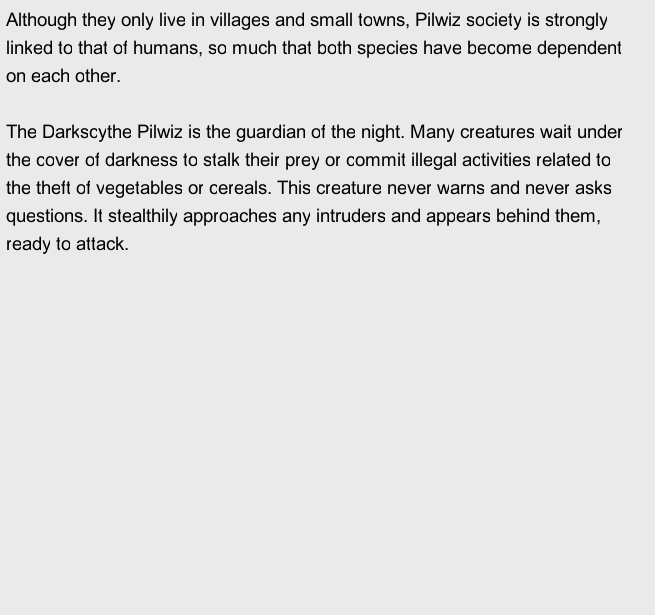 Although they only live in villages and small towns, Pilwiz society is strongly
linked to that of humans, so much that both species have become dependent
on each other.
The Darkscythe Pilwiz is the guardian of the night. Many creatures wait under
the cover of darkness to stalk their prey or commit illegal activities related to
the theft of vegetables or cereals. This creature never warns and never asks
questions. It stealthily approaches any intruders and appears behind them,
ready to attack.